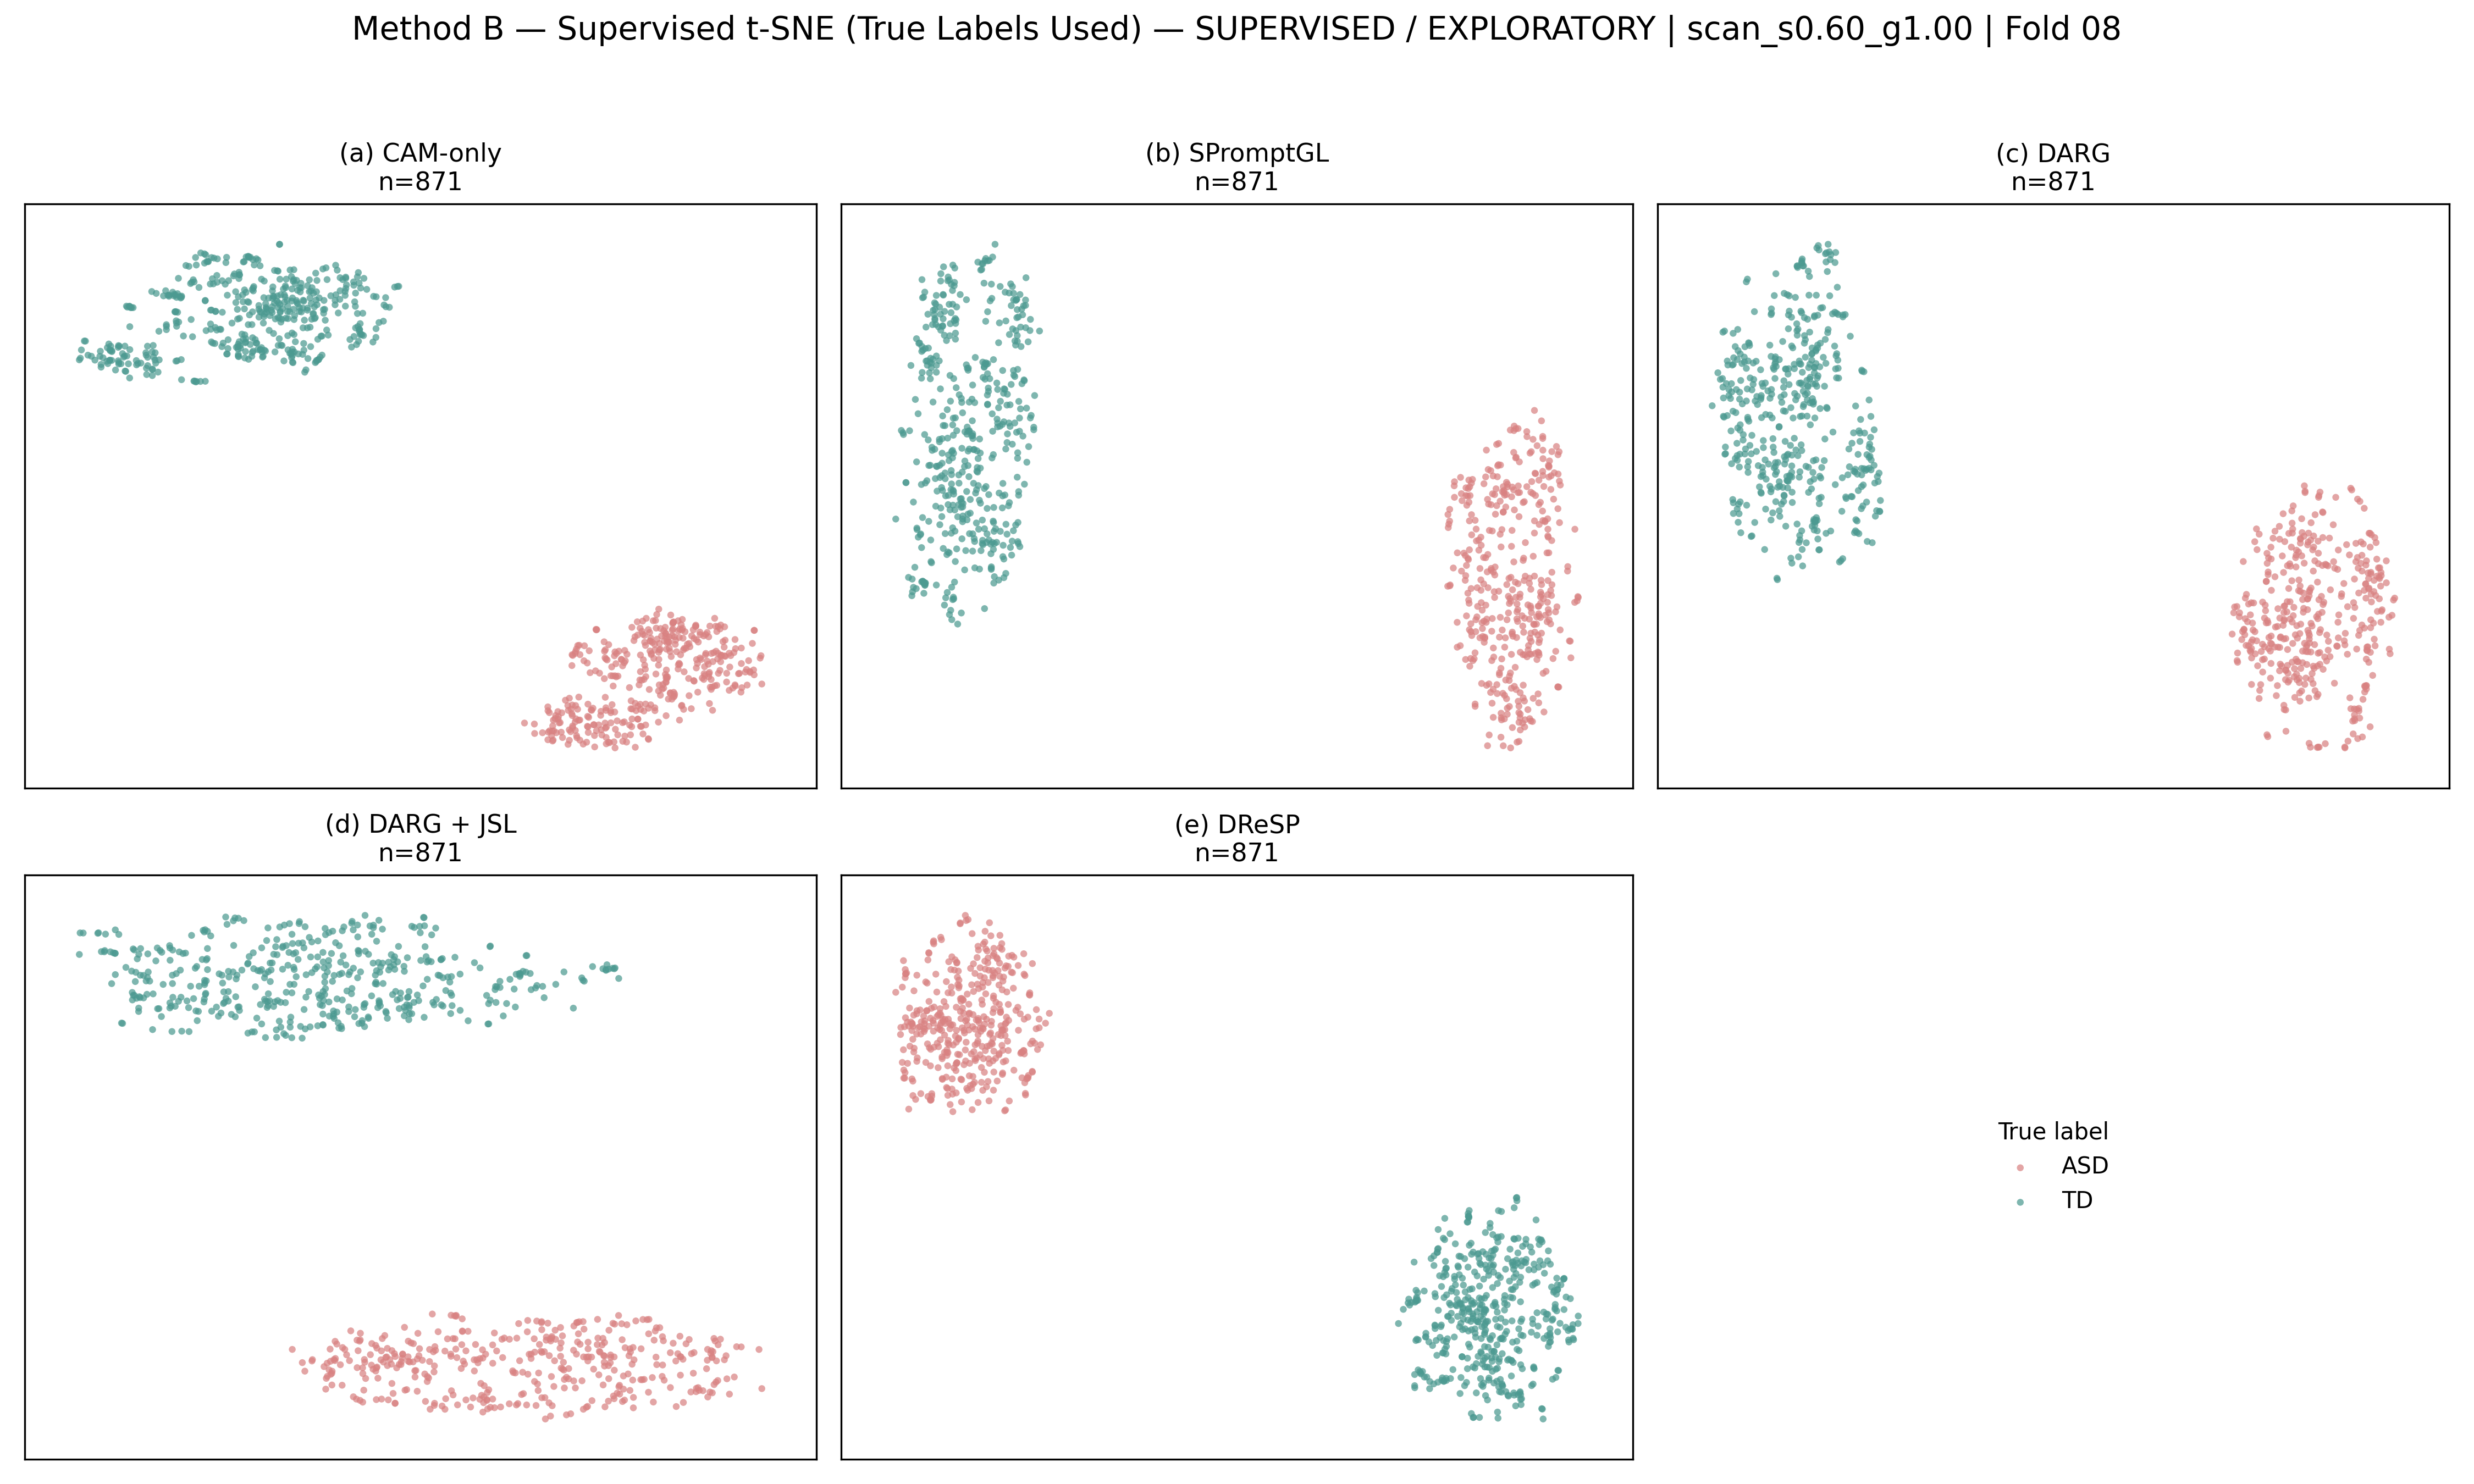 Method B — Supervised t-SNE (True Labels Used) — SUPERVISED / EXPLORATORY | scan_s0.60_g1.00 | Fold 08
(a) CAM-only
n=871
(b) SPromptGL
n=871
(c) DARG
n=871
(d) DARG + JSL
n=871
(e) DReSP
n=871
True label
ASD
TD